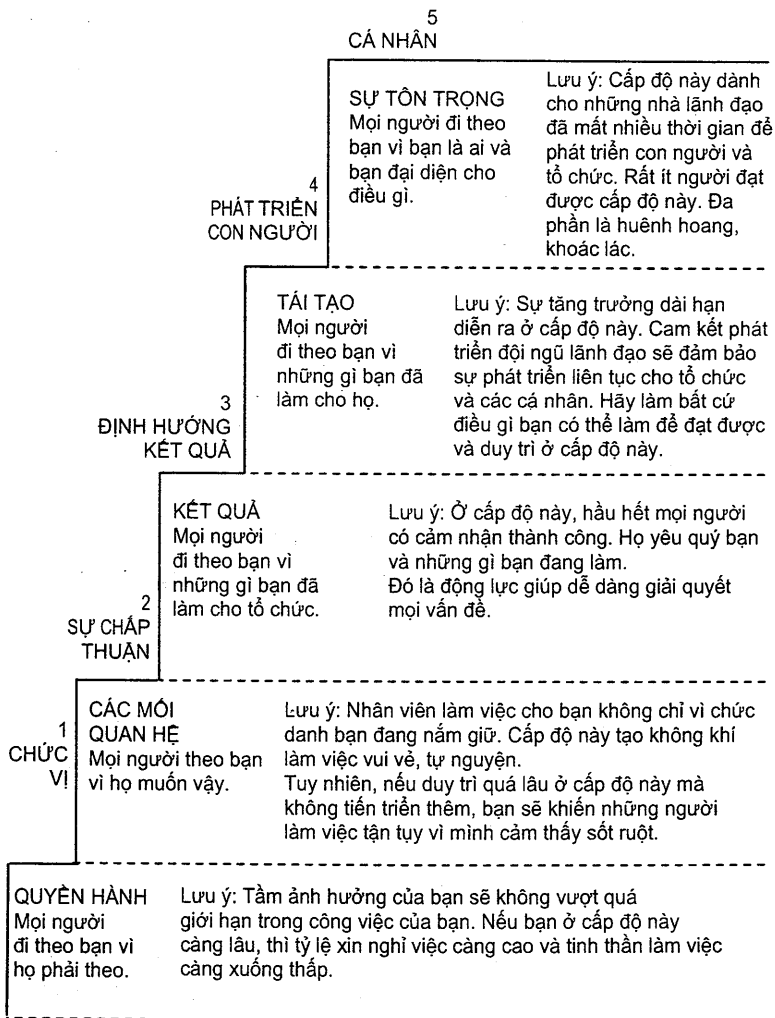 5
CÁ NHÂN
SỰ TÔN TRỌNG
Mọi người đi theo
bạn vì bạn là ai và
bạn đại diện cho
điều gì.
Lưu ý: Cấp độ này dành
cho những nhà lãnh đạo
đã mất nhiều thời gian để
phát triển con người và
tổ chức. Rất ít người đạt
được cấp độ này. Đa
phần là huênh hoang,
khoác lác.
4
PHÁT TRIỂN
CON NGƯỜI
TÁI TẠO
Mọi người
đi theo bạn vì
những gì bạn đã
làm cho họ.
Lưu ý: Sự tăng trưởng dài hạn
diễn ra ở cấp độ này. Cam kết phát
triển đội ngũ lãnh đạo sẽ đảm bảo
sự phát triển liên tục cho tổ chức
và các cá nhân. Hãy làm bất cứ
điều gì bạn có thể làm để đạt được
và duy trì ở cấp độ này.
3
ĐỊNH HƯỚNG
KẾT QUẢ
KẾT QUẢ
Mọi người
đi theo bạn vì
những gì bạn đã
làm cho tổ chức.
Lưu ý: Ở cấp độ này, hầu hết mọi người
có cảm nhận thành công. Họ yêu quý bạn
và những gì bạn đang làm.
Đó là động lực giúp dễ dàng giải quyết
mọi vấn đề.
2
SỰ CHẤP
THUẬN
CÁC MỐI
QUAN HỆ
Mọi người theo bạn
vì họ muốn vậy.
Lưu ý: Nhân viên làm việc cho bạn không chỉ vì chức
danh bạn đang nắm giữ. Cấp độ này tạo không khí
làm việc vui vẻ, tự nguyện.
Tuy nhiên, nếu duy trì quá lâu ở cấp độ này mà
không tiến triển thêm, bạn sẽ khiến những người
làm việc tận tụy vì mình cảm thấy sốt ruột.
1
CHỨC
VỊ
QUYỀN HÀNH
Mọi người
đi theo bạn vì
họ phải theo.
Lưu ý: Tầm ảnh hưởng của bạn sẽ không vượt quá
giới hạn trong công việc của bạn. Nếu bạn ở cấp độ này
càng lâu, thì tỷ lệ xin nghỉ việc càng cao và tinh thần làm việc
càng xuống thấp.